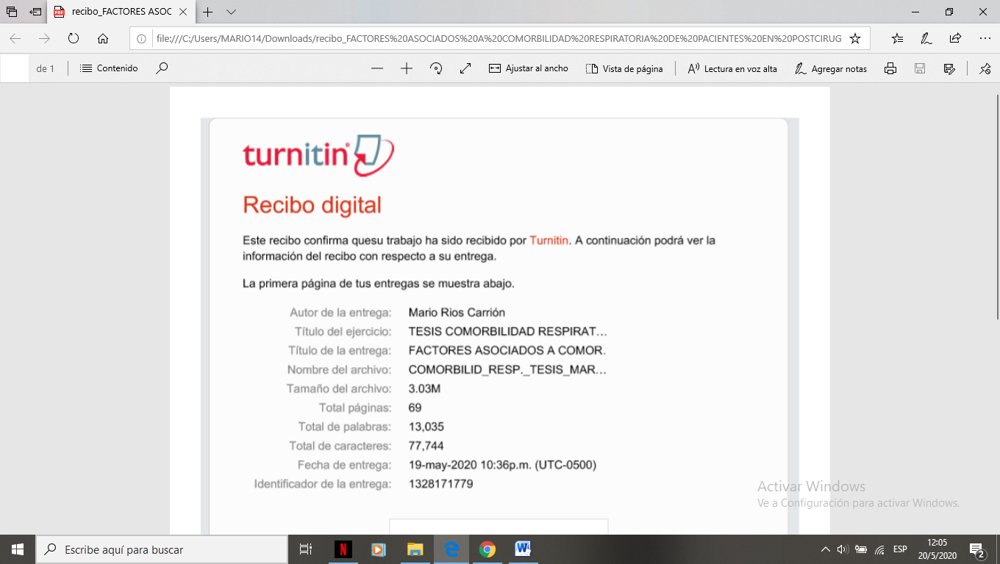 recibo_FACTORES ASOC
file:///C:/Users/MARIO14/Downloads/recibo_FACTORES%20ASOCIADOS%20A%20COMORBILIDAD%20RESPIRATORIA%20DE%20PACIENTES%20EN%20POSTCIRUG
de 1
Contenido
Ajustar al ancho
Vista de página
Lectura en voz alta
Agregar notas
turnitin
Recibo digital
Este recibo confirma quesu trabajo ha sido recibido por Turnitin. A continuación podrá ver la
información del recibo con respecto a su entrega.
La primera página de tus entregas se muestra abajo.
Autor de la entrega: Mario Rios Carrión
Título del ejercicio: TESIS COMORBILIDAD RESPIRAT...
Título de la entrega: FACTORES ASOCIADOS A COMOR.
Nombre del archivo: COMORBILID_RESP._TESIS_MAR...
Tamaño del archivo: 3.03M
Total páginas: 69
Total de palabras: 13,035
Total de caracteres: 77,744
Fecha de entrega: 19-may-2020 10:36p.m. (UTC-0500)
Identificador de la entrega: 1328171779
Activar Windows
Ve a Configuración para activar Windows.
Escribe aquí para buscar
ESP
12:05
20/5/2020
2